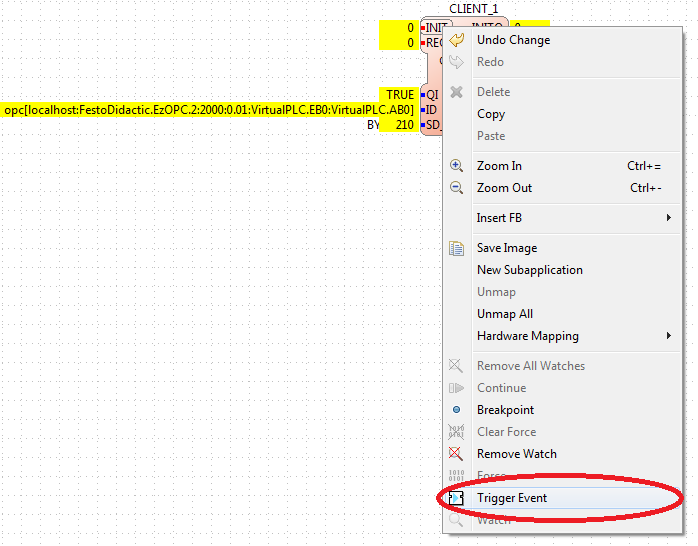 CLIENT_1
0 INIT INITO 0
0 REQ
TRUE QI
opc[localhost:FestoDidactic.EzOPC.2:2000:0.01:VirtualPLC.EB0:VirtualPLC.AB0] ID
BY 210 SD_
Undo Change
Redo
Delete
Copy
Paste
Zoom In Ctrl+=
Zoom Out Ctrl+-
Insert FB
Save Image
New Subapplication
Unmap
Unmap All
Hardware Mapping
Remove All Watches
Continue
Breakpoint
Clear Force
Remove Watch
Force
Trigger Event
Watch